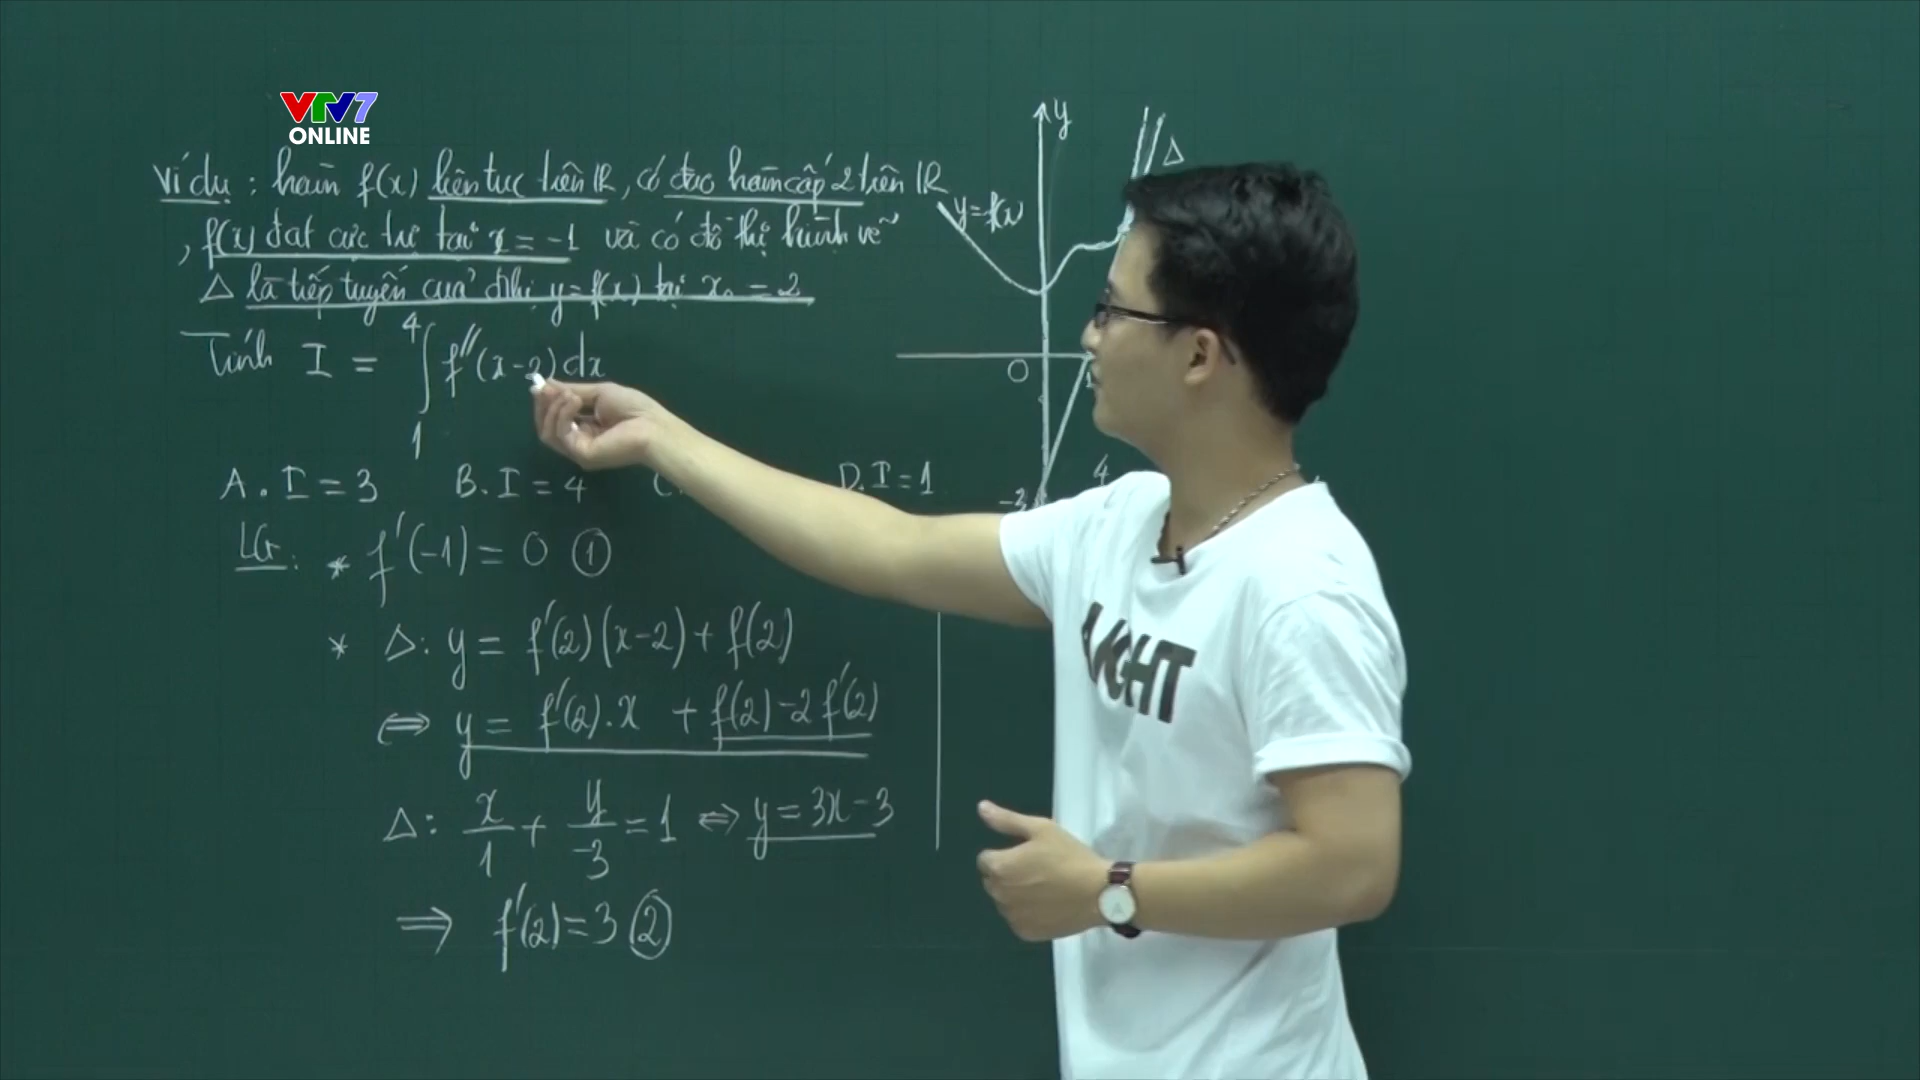 VTV7
ONLINE
Ví dụ : hàm f(x) liên tục trên ℝ, có đạo hàm cấp 2 trên ℝ
, f(x) đạt cực trị tại x = -1 và có đồ thị hình vẽ
Δ là tiếp tuyến của đthị y = f(x) tại x₀ = 2
Tính I = ∫₁⁴ f''(x-2)dx
A. I = 3 B. I = 4 C. D. I = 1
LG: * f'(-1) = 0 ①
* Δ: y = f'(2)(x-2) + f(2)
⇔ y = f'(2).x + f(2) - 2f'(2)
Δ: x/1 + y/-3 = 1 ⇔ y = 3x - 3
⇒ f'(2) = 3 ②
y
Δ
y = f(x)
0
1
-3